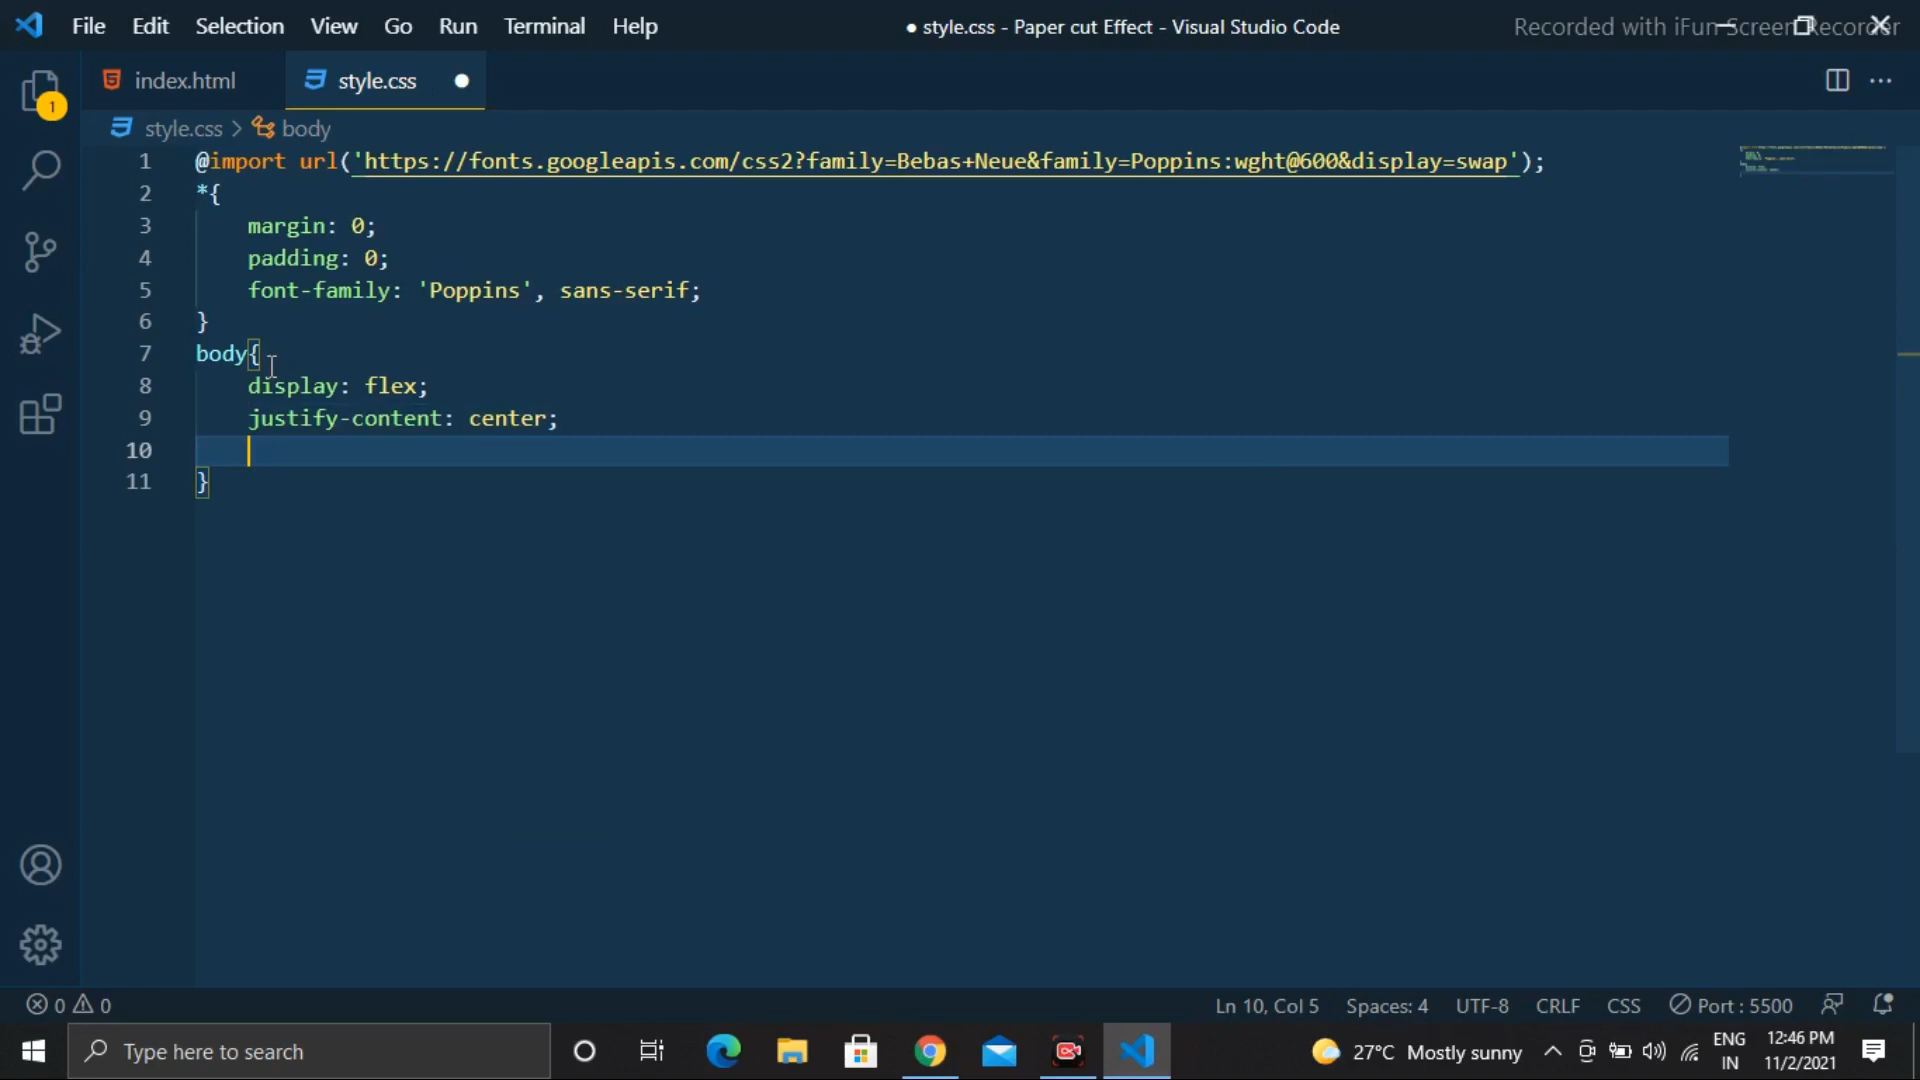 File Edit Selection View Go Run Terminal Help ● style.css - Paper cut Effect - Visual Studio Code Recorded with iFun Screen Recorder
index.html style.css
1
style.css > body
1 @import url('https://fonts.googleapis.com/css2?family=Bebas+Neue&family=Poppins:wght@600&display=swap');
2 *{
3 margin: 0;
4 padding: 0;
5 font-family: 'Poppins', sans-serif;
6 }
7 body{
8 display: flex;
9 justify-content: center;
10
11 }
0 0 Ln 10, Col 5 Spaces: 4 UTF-8 CRLF CSS Port : 5500
Type here to search 27°C Mostly sunny ENG 12:46 PM
IN 11/2/2021